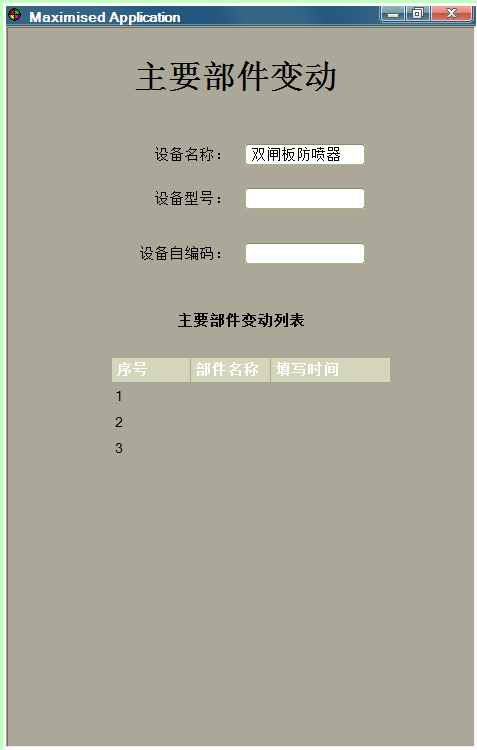 Maximised Application
主要部件变动
设备名称： 双闸板防喷器
设备型号：
设备自编码：
主要部件变动列表
序号 部件名称 填写时间
1
2
3